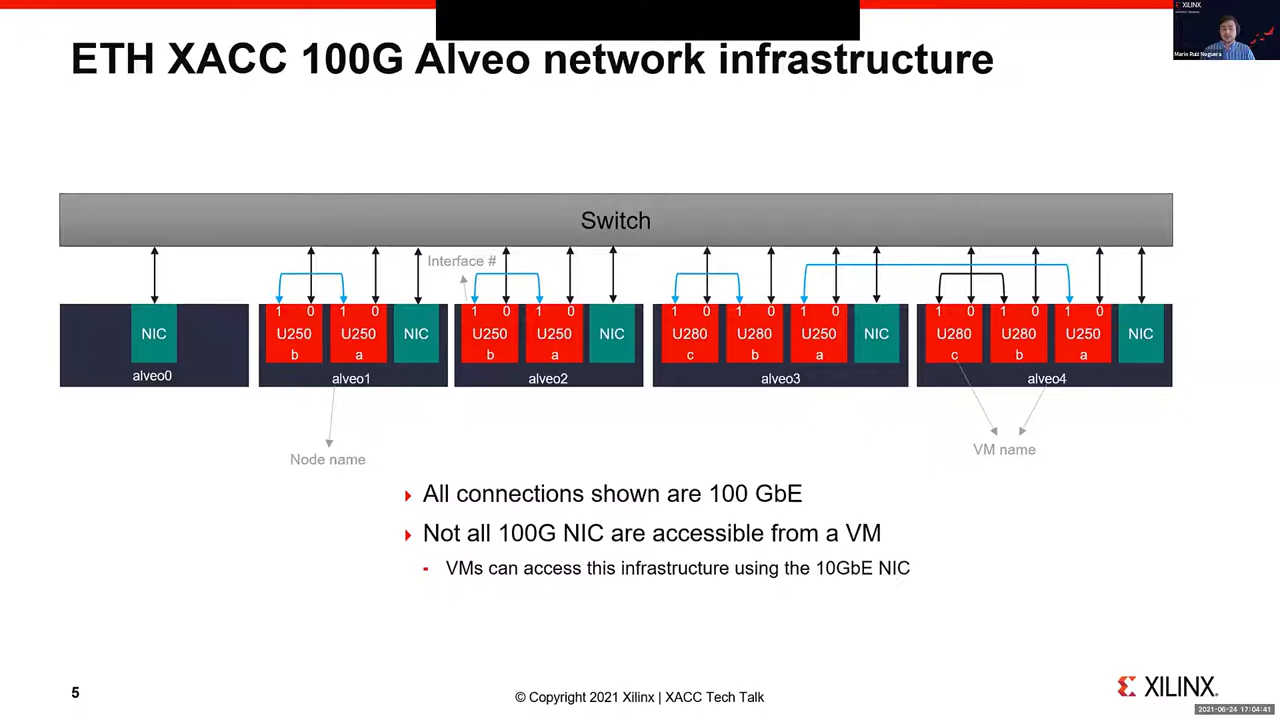 XILINX
Mario Ruiz Noguera
ETH XACC 100G Alveo network infrastructure
Switch
Interface #
NIC
alveo0
1 0 1 0
U250 U250 NIC
b a
alveo1
1 0 1 0
U250 U250 NIC
b a
alveo2
1 0 1 0 1 0
U280 U280 U250 NIC
c b a
alveo3
1 0 1 0 1 0
U280 U280 U250 NIC
c b a
alveo4
Node name
VM name
All connections shown are 100 GbE
Not all 100G NIC are accessible from a VM
- VMs can access this infrastructure using the 10GbE NIC
5
© Copyright 2021 Xilinx | XACC Tech Talk
XILINX.
2021-06-24 17:04:41